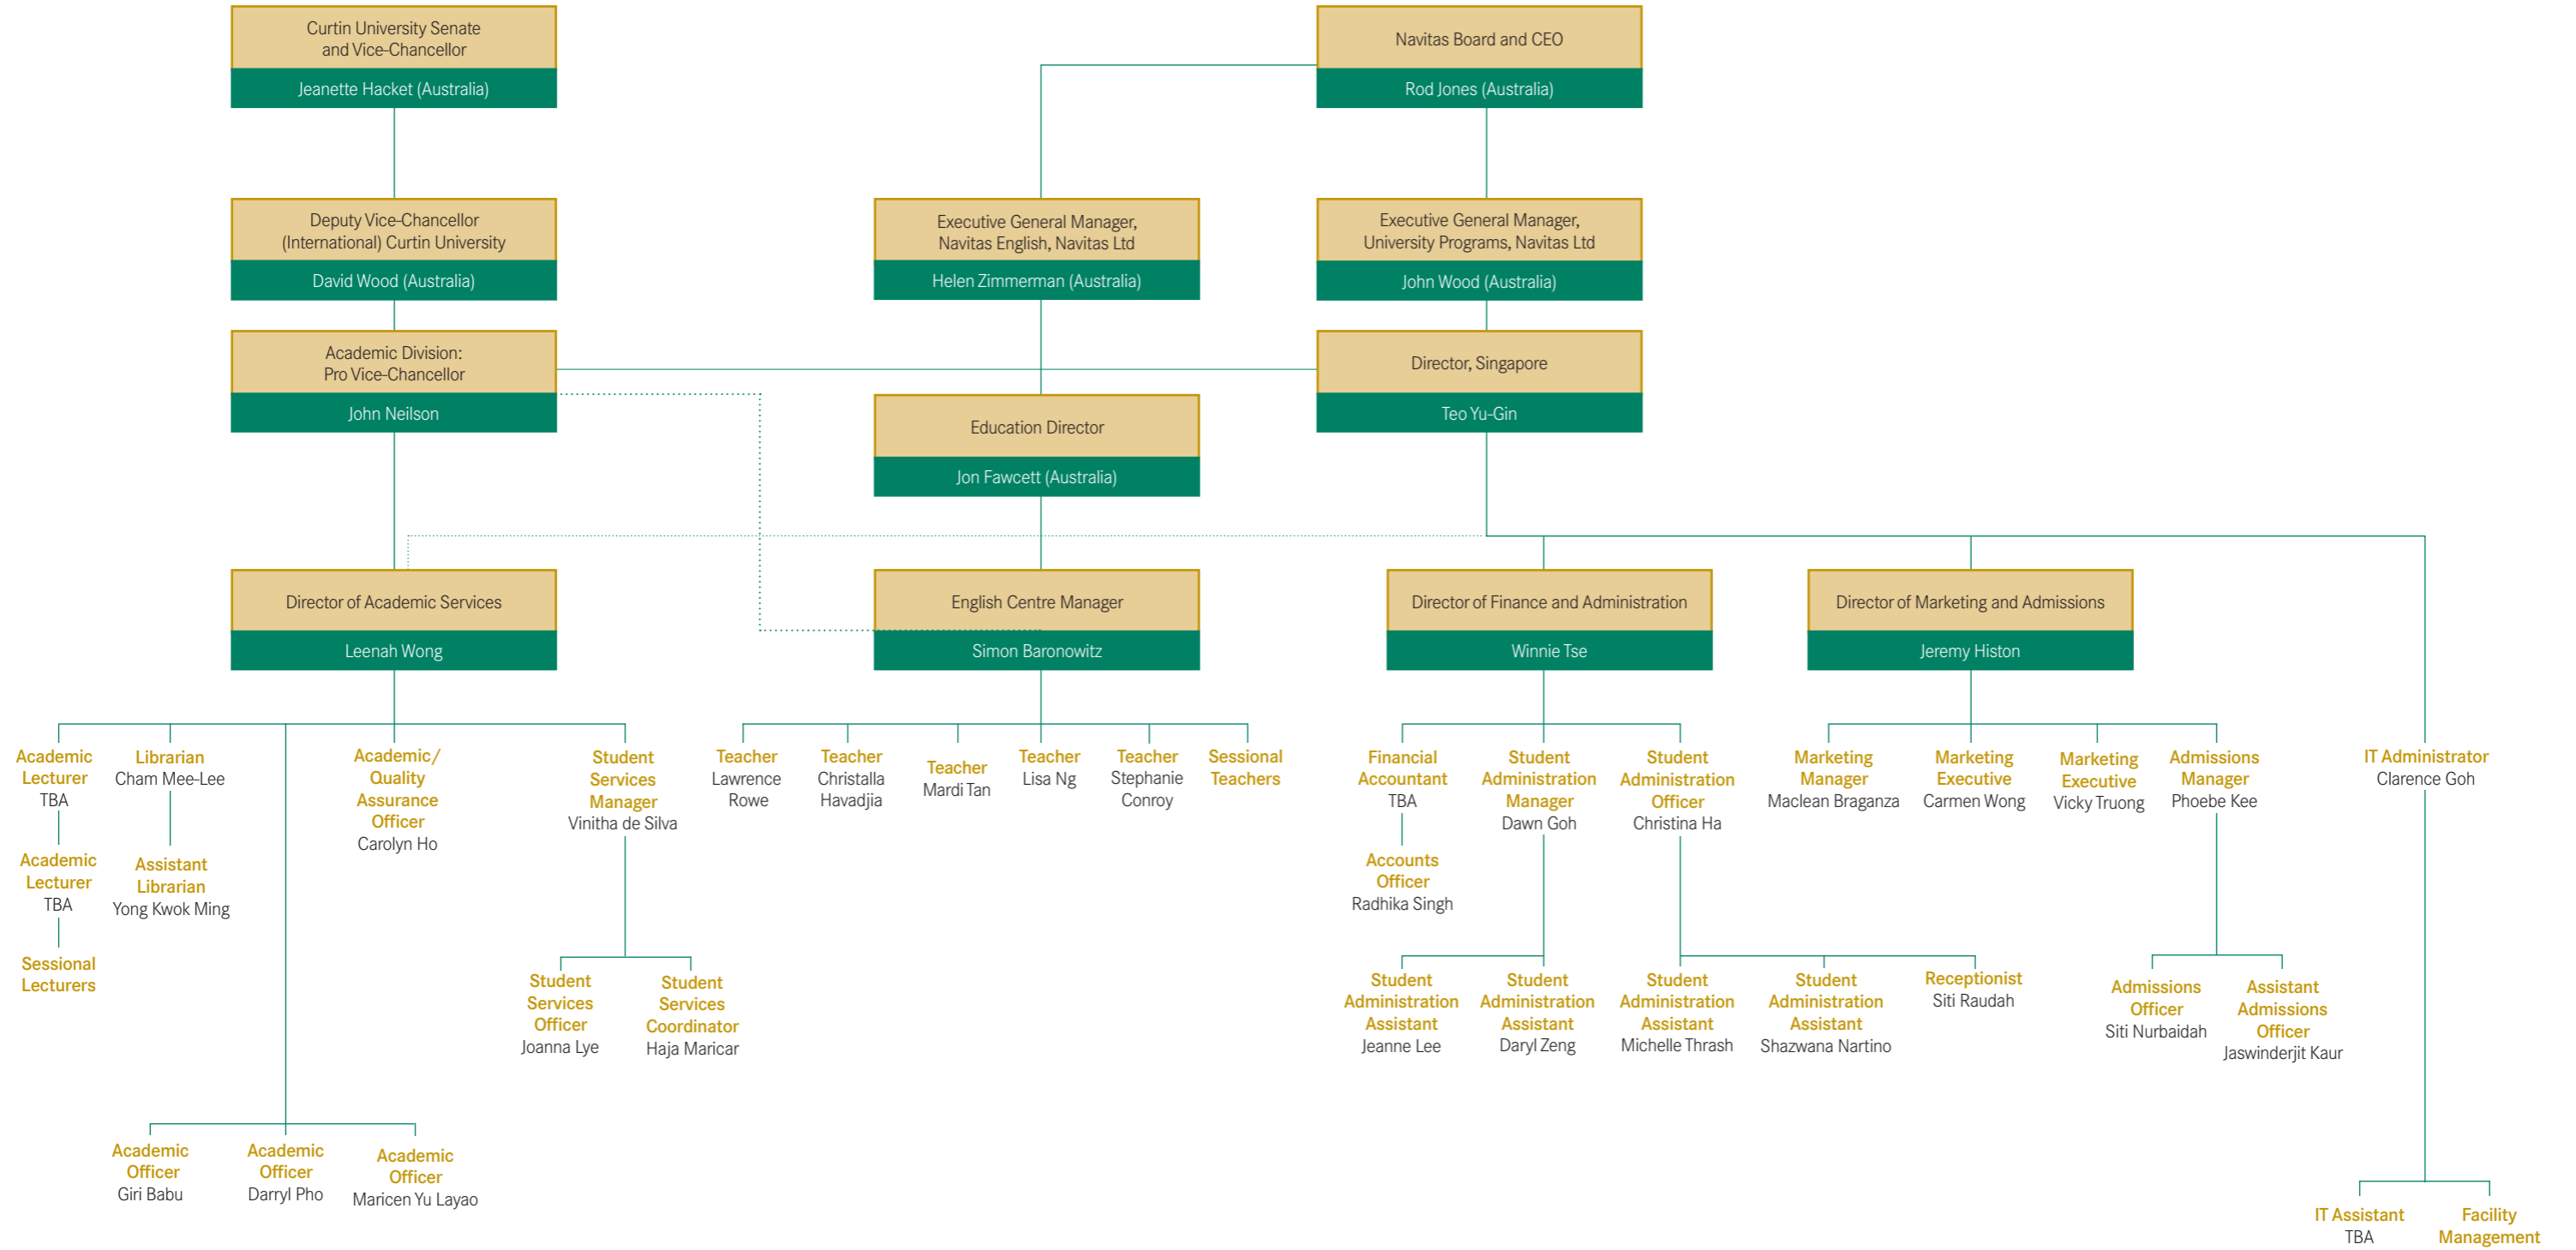 Curtin University Senate
and Vice-Chancellor
Jeanette Hacket (Australia)
Navitas Board and CEO
Rod Jones (Australia)
Deputy Vice-Chancellor
(International) Curtin University
David Wood (Australia)
Executive General Manager,
Navitas English, Navitas Ltd
Helen Zimmerman (Australia)
Executive General Manager,
University Programs, Navitas Ltd
John Wood (Australia)
Academic Division:
Pro Vice-Chancellor
John Neilson
Director, Singapore
Teo Yu-Gin
Education Director
Jon Fawcett (Australia)
Director of Academic Services
Leenah Wong
English Centre Manager
Simon Baronowitz
Director of Finance and Administration
Winnie Tse
Director of Marketing and Admissions
Jeremy Histon
Academic
Lecturer
TBA
Librarian
Cham Mee-Lee
Academic/
Quality
Assurance
Officer
Carolyn Ho
Student
Services
Manager
Vinitha de Silva
Teacher
Lawrence
Rowe
Teacher
Christalla
Havadjia
Teacher
Mardi Tan
Teacher
Lisa Ng
Teacher
Stephanie
Conroy
Sessional
Teachers
Financial
Accountant
TBA
Student
Administration
Manager
Dawn Goh
Student
Administration
Officer
Christina Ha
Marketing
Manager
Maclean Braganza
Marketing
Executive
Carmen Wong
Marketing
Executive
Vicky Truong
Admissions
Manager
Phoebe Kee
IT Administrator
Clarence Goh
Academic
Lecturer
TBA
Assistant
Librarian
Yong Kwok Ming
Accounts
Officer
Radhika Singh
Sessional
Lecturers
Student
Services
Officer
Joanna Lye
Student
Services
Coordinator
Haja Maricar
Student
Administration
Assistant
Jeanne Lee
Student
Administration
Assistant
Daryl Zeng
Student
Administration
Assistant
Michelle Thrash
Student
Administration
Assistant
Shazwana Nartino
Receptionist
Siti Raudah
Admissions
Officer
Siti Nurbaidah
Assistant
Admissions
Officer
Jaswinderjit Kaur
Academic
Officer
Giri Babu
Academic
Officer
Darryl Pho
Academic
Officer
Maricen Yu Layao
IT Assistant
TBA
Facility
Management